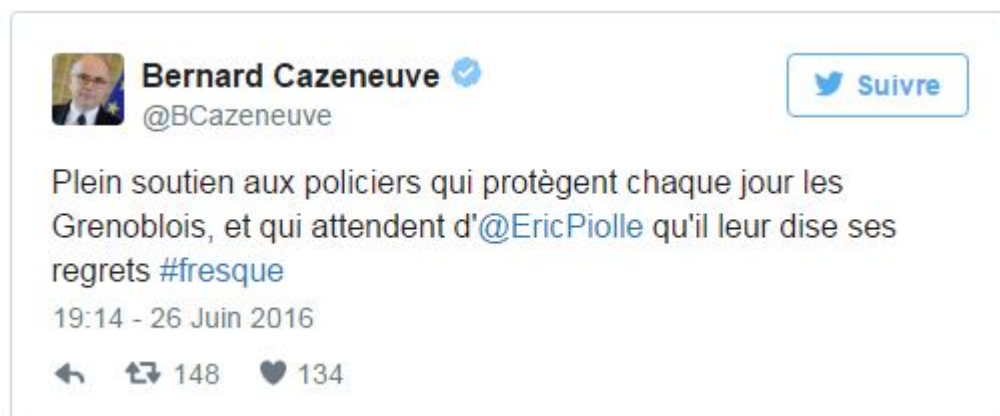 Bernard Cazeneuve
@BCazeneuve
Suivre
Plein soutien aux policiers qui protègent chaque jour les
Grenoblois, et qui attendent d'@EricPiolle qu'il leur dise ses
regrets #fresque
19:14 - 26 Juin 2016
148 134